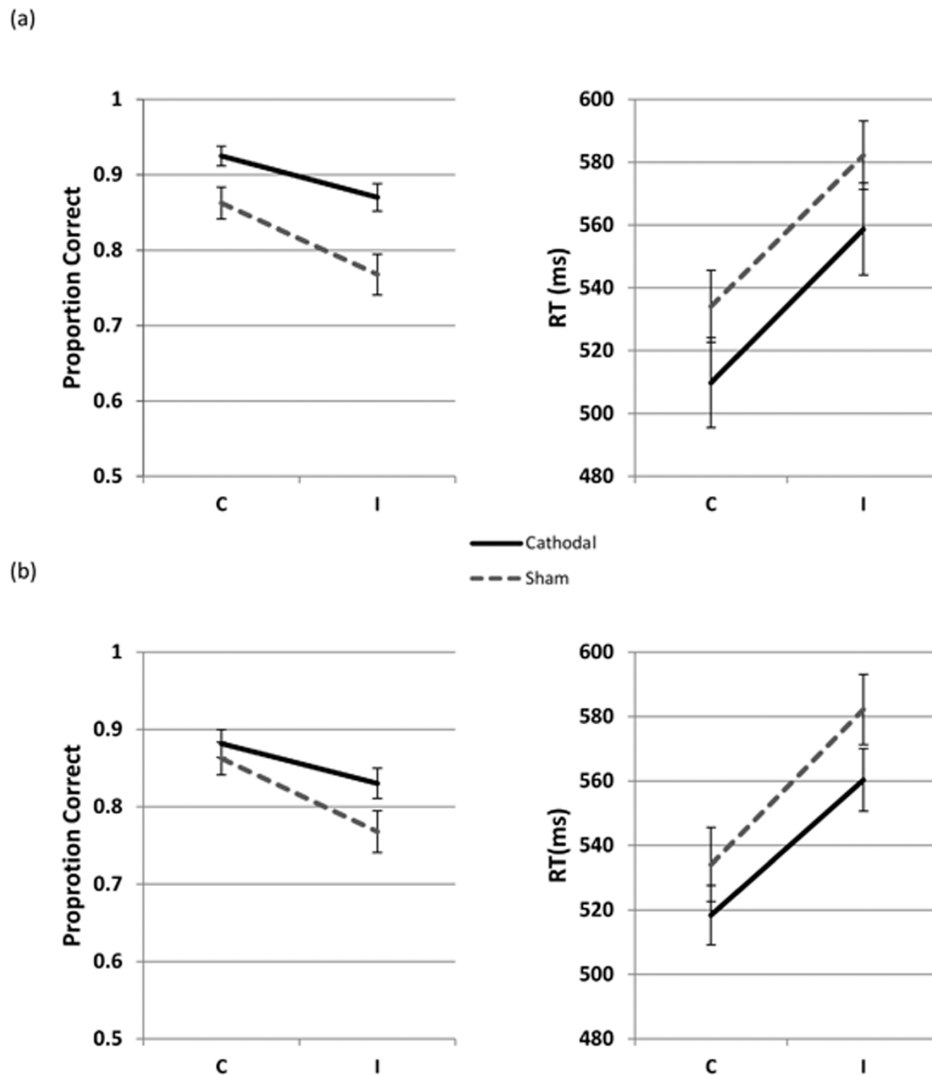 (a)
1
0.9
0.8
0.7
0.6
0.5
Proportion Correct
C I
600
580
560
540
520
500
480
RT (ms)
C I
Cathodal
Sham
(b)
1
0.9
0.8
0.7
0.6
0.5
Proprotion Correct
C I
600
580
560
540
520
500
480
RT(ms)
C I